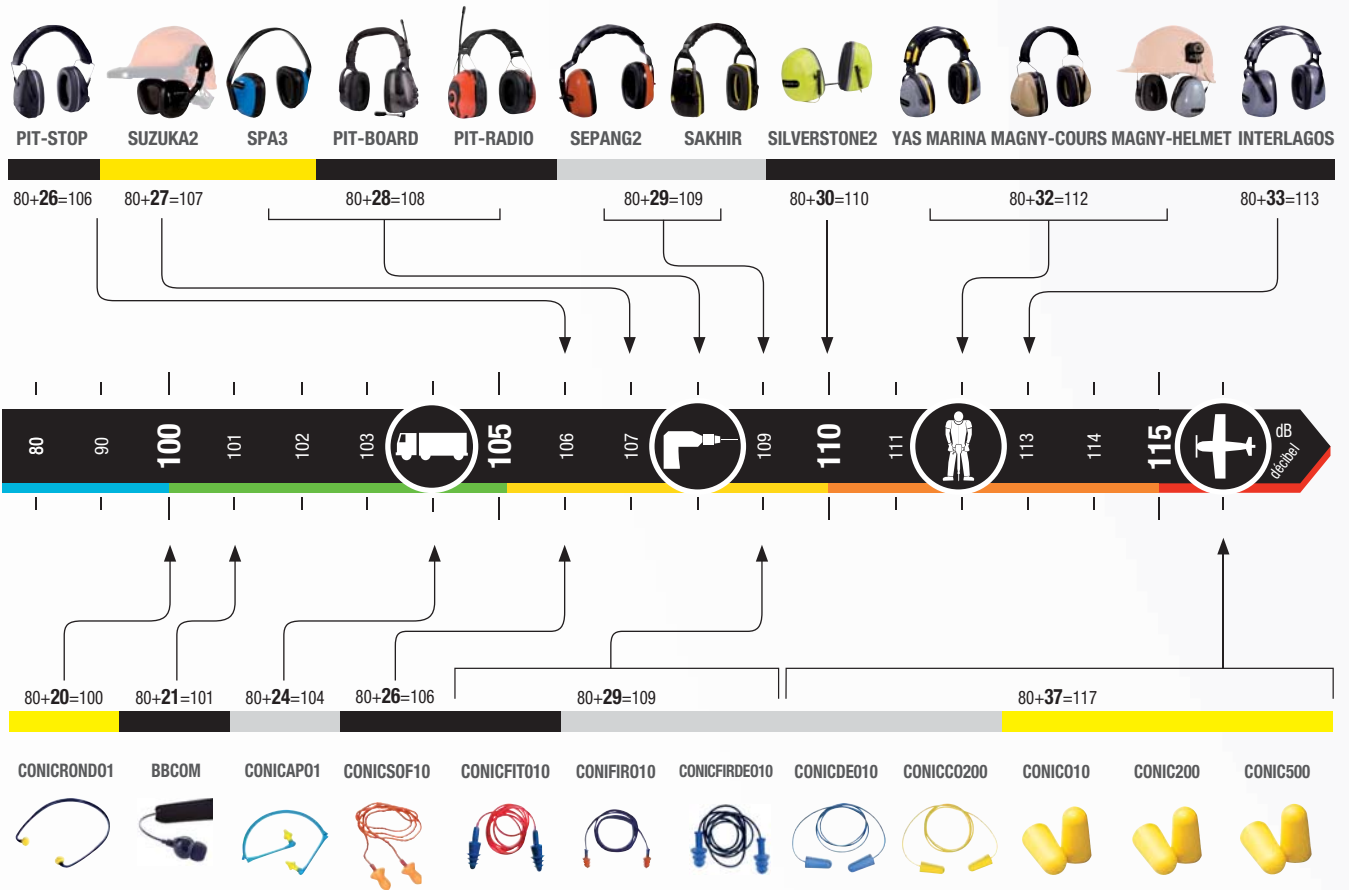 PIT-STOP SUZUKA2 SPA3 PIT-BOARD PIT-RADIO SEPANG2 SAKHIR SILVERSTONE2 YAS MARINA MAGNY-COURS MAGNY-HELMET INTERLAGOS
80+26=106 80+27=107 80+28=108 80+29=109 80+30=110 80+32=112 80+33=113
80 90 100 101 102 103 105 106 107 109 110 111 113 114 115 dB
décibel
80+20=100 80+21=101 80+24=104 80+26=106 80+29=109 80+37=117
CONICROND01 BBCOM CONICAP01 CONICSOF10 CONICFIT010 CONIFIR010 CONICFIRDE010 CONICDE010 CONICCO200 CONICO10 CONIC200 CONIC500